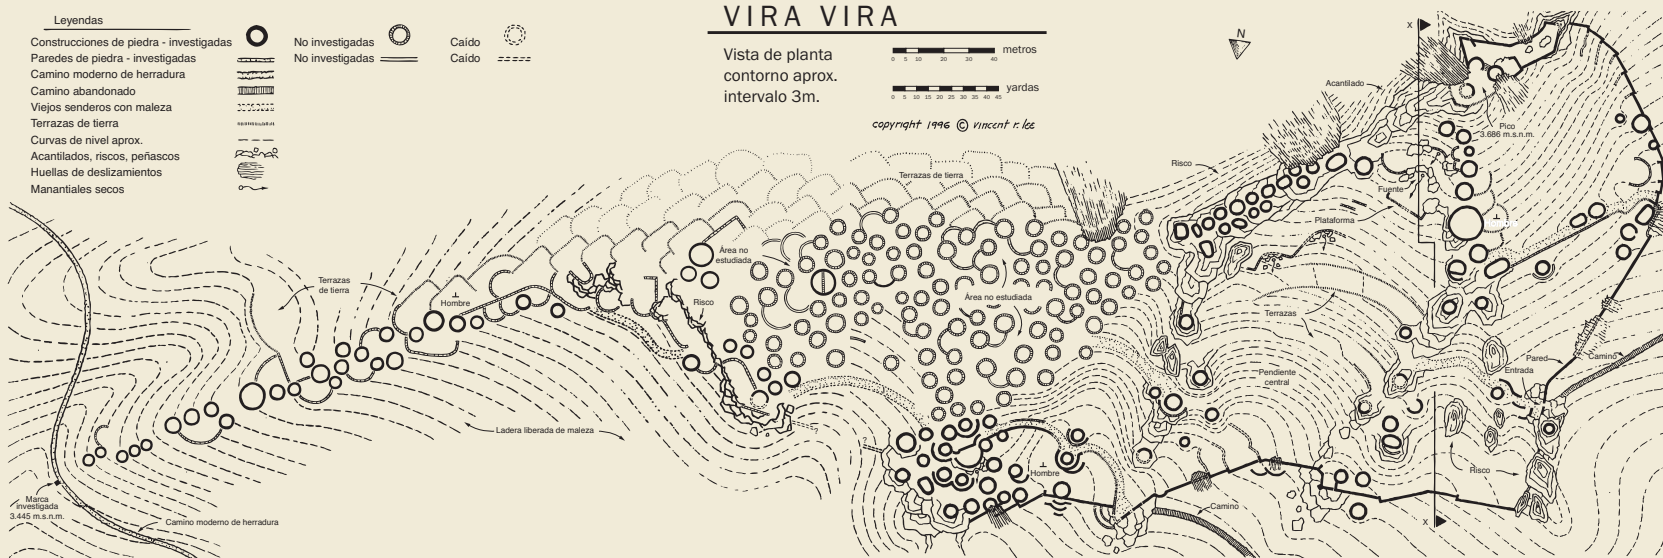 VIRA VIRA
Vista de planta
contorno aprox.
intervalo 3m.
metros
0 5 10 20 30 40
yardas
0 5 10 15 20 25 30 35 40 45
copyright 1996 © vincent r. lee
N
Leyendas
Construcciones de piedra - investigadas
No investigadas
Caído
Paredes de piedra - investigadas
No investigadas
Caído
Camino moderno de herradura
Camino abandonado
Viejos senderos con maleza
Terrazas de tierra
Curvas de nivel aprox.
Acantilados, riscos, peñascos
Huellas de deslizamientos
Manantiales secos
X
Acantilado
Pico
3.686 m.s.n.m.
Risco
Terrazas de tierra
Fuente
Plataforma
Área no
estudiada
Terrazas
de tierra
Hombre
Risco
Área no estudiada
Terrazas
Pared
Camino
Entrada
Pendiente
central
Ladera liberada de maleza
?
?
Hombre
Risco
Marca
investigada
3.445 m.s.n.m.
Camino moderno de herradura
Camino
X